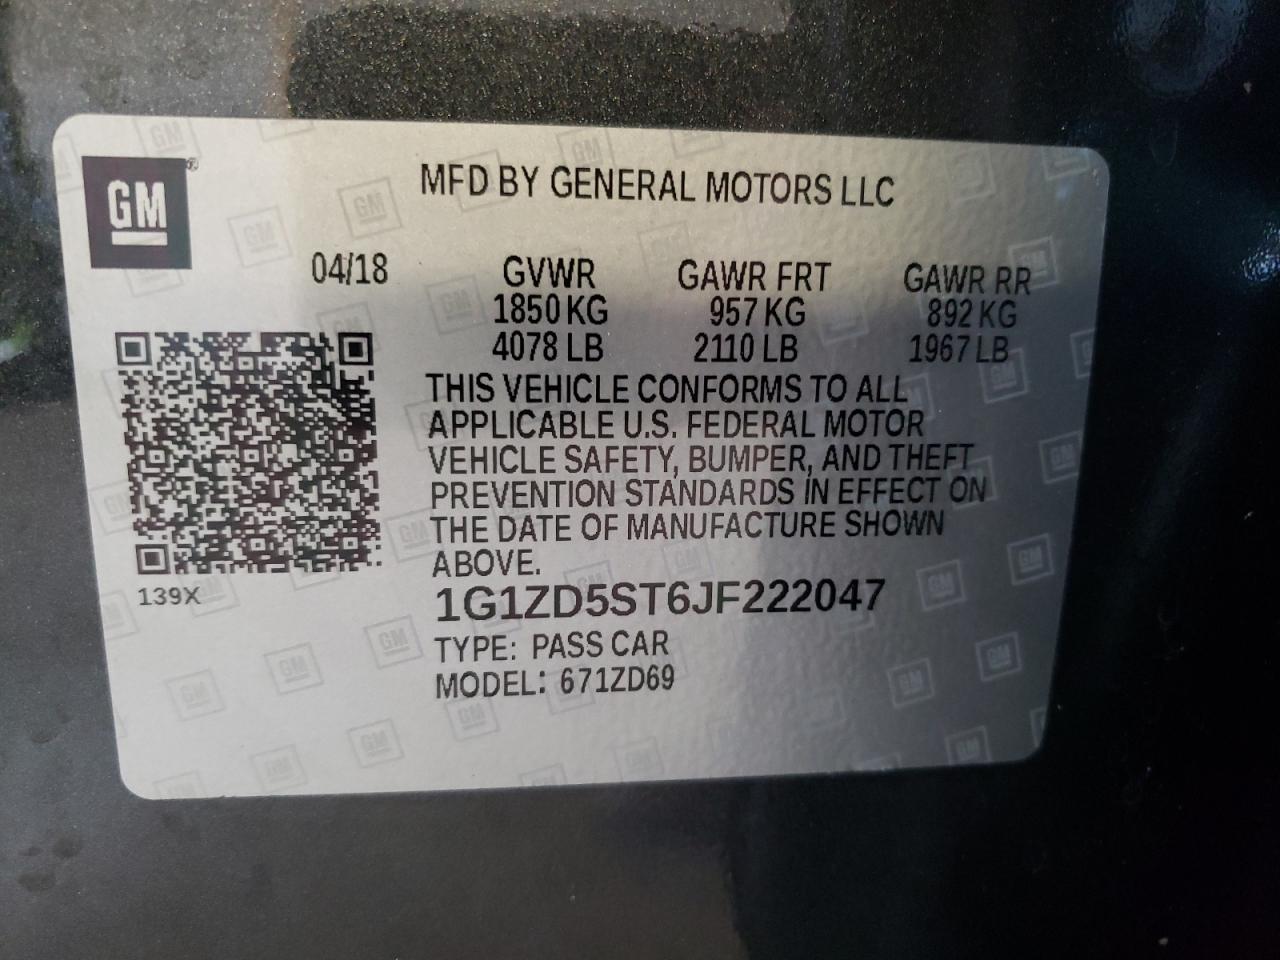 GM®
MFD BY GENERAL MOTORS LLC
04/18 GVWR GAWR FRT GAWR RR
1850 KG 957 KG 892 KG
4078 LB 2110 LB 1967 LB
THIS VEHICLE CONFORMS TO ALL
APPLICABLE U.S. FEDERAL MOTOR
VEHICLE SAFETY, BUMPER, AND THEFT
PREVENTION STANDARDS IN EFFECT ON
THE DATE OF MANUFACTURE SHOWN
ABOVE.
139X
1G1ZD5ST6JF222047
TYPE: PASS CAR
MODEL: 671ZD69